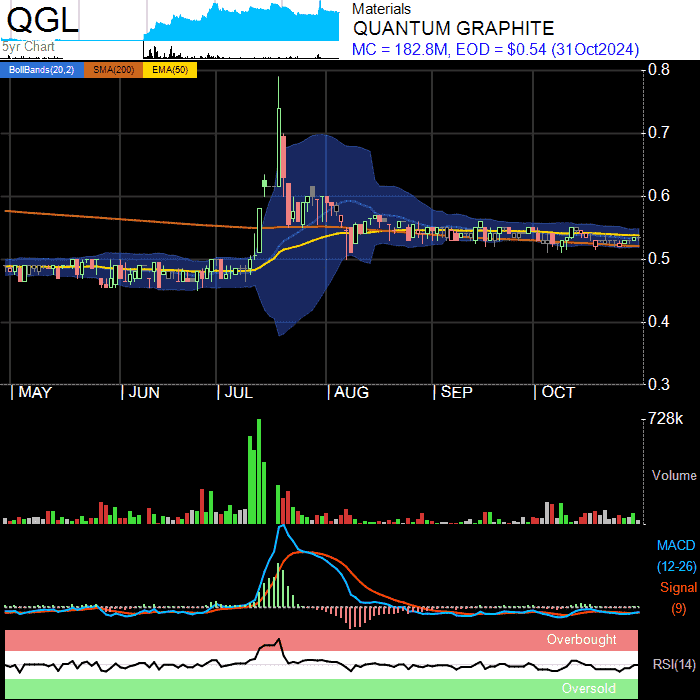 QGL
5yr Chart
Materials
QUANTUM GRAPHITE
MC = 182.8M, EOD = $0.54 (31Oct2024)
BollBands(20,2) SMA(200) EMA(50)
0.8
0.7
0.6
0.5
0.4
0.3
MAY JUN JUL AUG SEP OCT
728k
Volume
MACD
(12-26)
Signal
(9)
Overbought
RSI(14)
Oversold